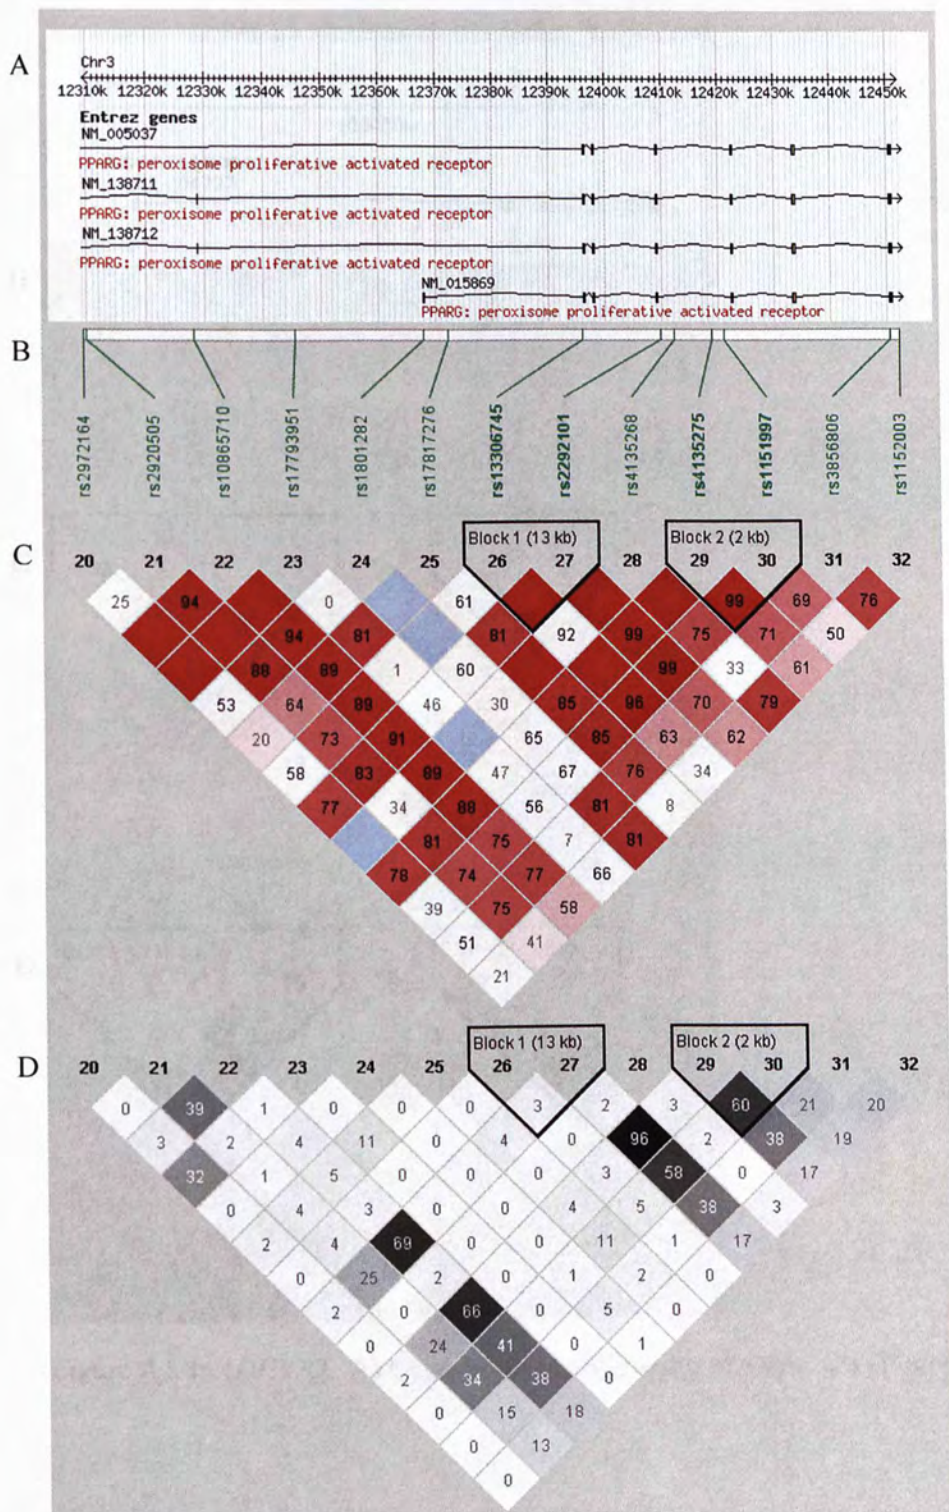 A
Chr3
12310k 12320k 12330k 12340k 12350k 12360k 12370k 12380k 12390k 12400k 12410k 12420k 12430k 12440k 12450k
Entrez genes
NM_005037
PPARG: peroxisome proliferative activated receptor
NM_138711
PPARG: peroxisome proliferative activated receptor
NM_138712
PPARG: peroxisome proliferative activated receptor
NM_015869
PPARG: peroxisome proliferative activated receptor
B
rs2972164
rs2920505
rs10865710
rs17793951
rs1801282
rs17817276
rs13306745
rs2292101
rs4135268
rs4135275
rs1151997
rs3856806
rs1152003
C
Block 1 (13 kb) Block 2 (2 kb)
20 21 22 23 24 25 26 27 28 29 30 31 32
25 94 0 61 99 69 76
94 81 81 92 99 75 71 50
88 89 1 60 99 33 61
53 64 89 46 30 85 96 70 79
20 73 91 65 85 63 62
58 83 89 47 67 76 34
77 34 88 56 81 8
81 75 7 81
78 74 77 66
39 75 58
51 41
21
D
Block 1 (13 kb) Block 2 (2 kb)
20 21 22 23 24 25 26 27 28 29 30 31 32
0 39 1 0 0 0 3 2 3 60 21 20
3 2 4 11 0 4 0 96 2 38 19
32 1 5 0 0 0 3 58 0 17
0 4 3 0 0 4 5 38 3
2 4 69 0 0 11 1 17
0 25 2 0 1 2 0
2 0 66 0 5 0
0 24 41 0 1
2 34 38 0
0 15 18
0 13
0